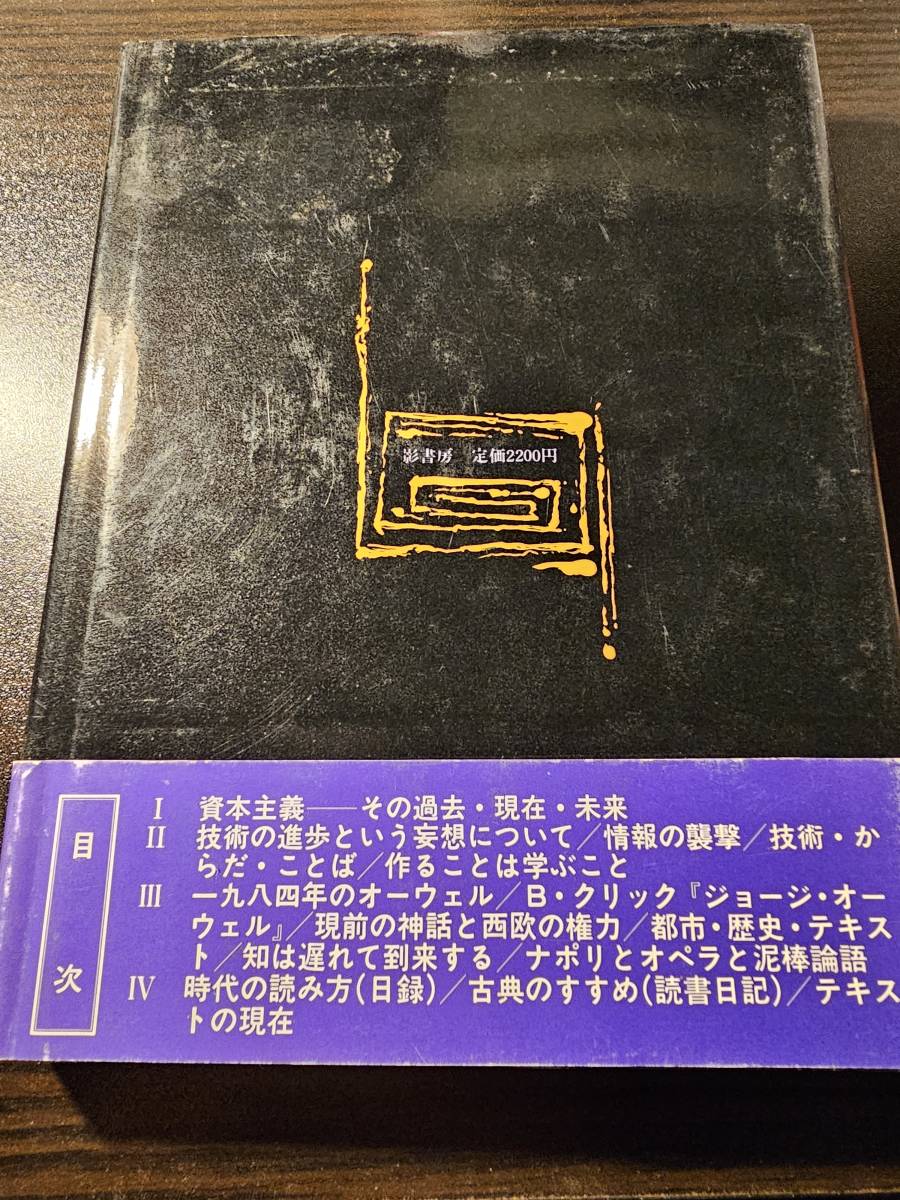 影書房 定価2200円
目次
I 資本主義――その過去・現在・未来
II 技術の進歩という妄想について／情報の襲撃／技術・か
らだ・ことば／作ることは学ぶこと
III 一九八四年のオーウェル／B・クリック『ジョージ・オー
ウェル』／現前の神話と西欧の権力／都市・歴史・テキス
ト／知は遅れて到来する／ナポリとオペラと泥棒論語
IV 時代の読み方(日録)／古典のすすめ(読書日記)／テキス
トの現在